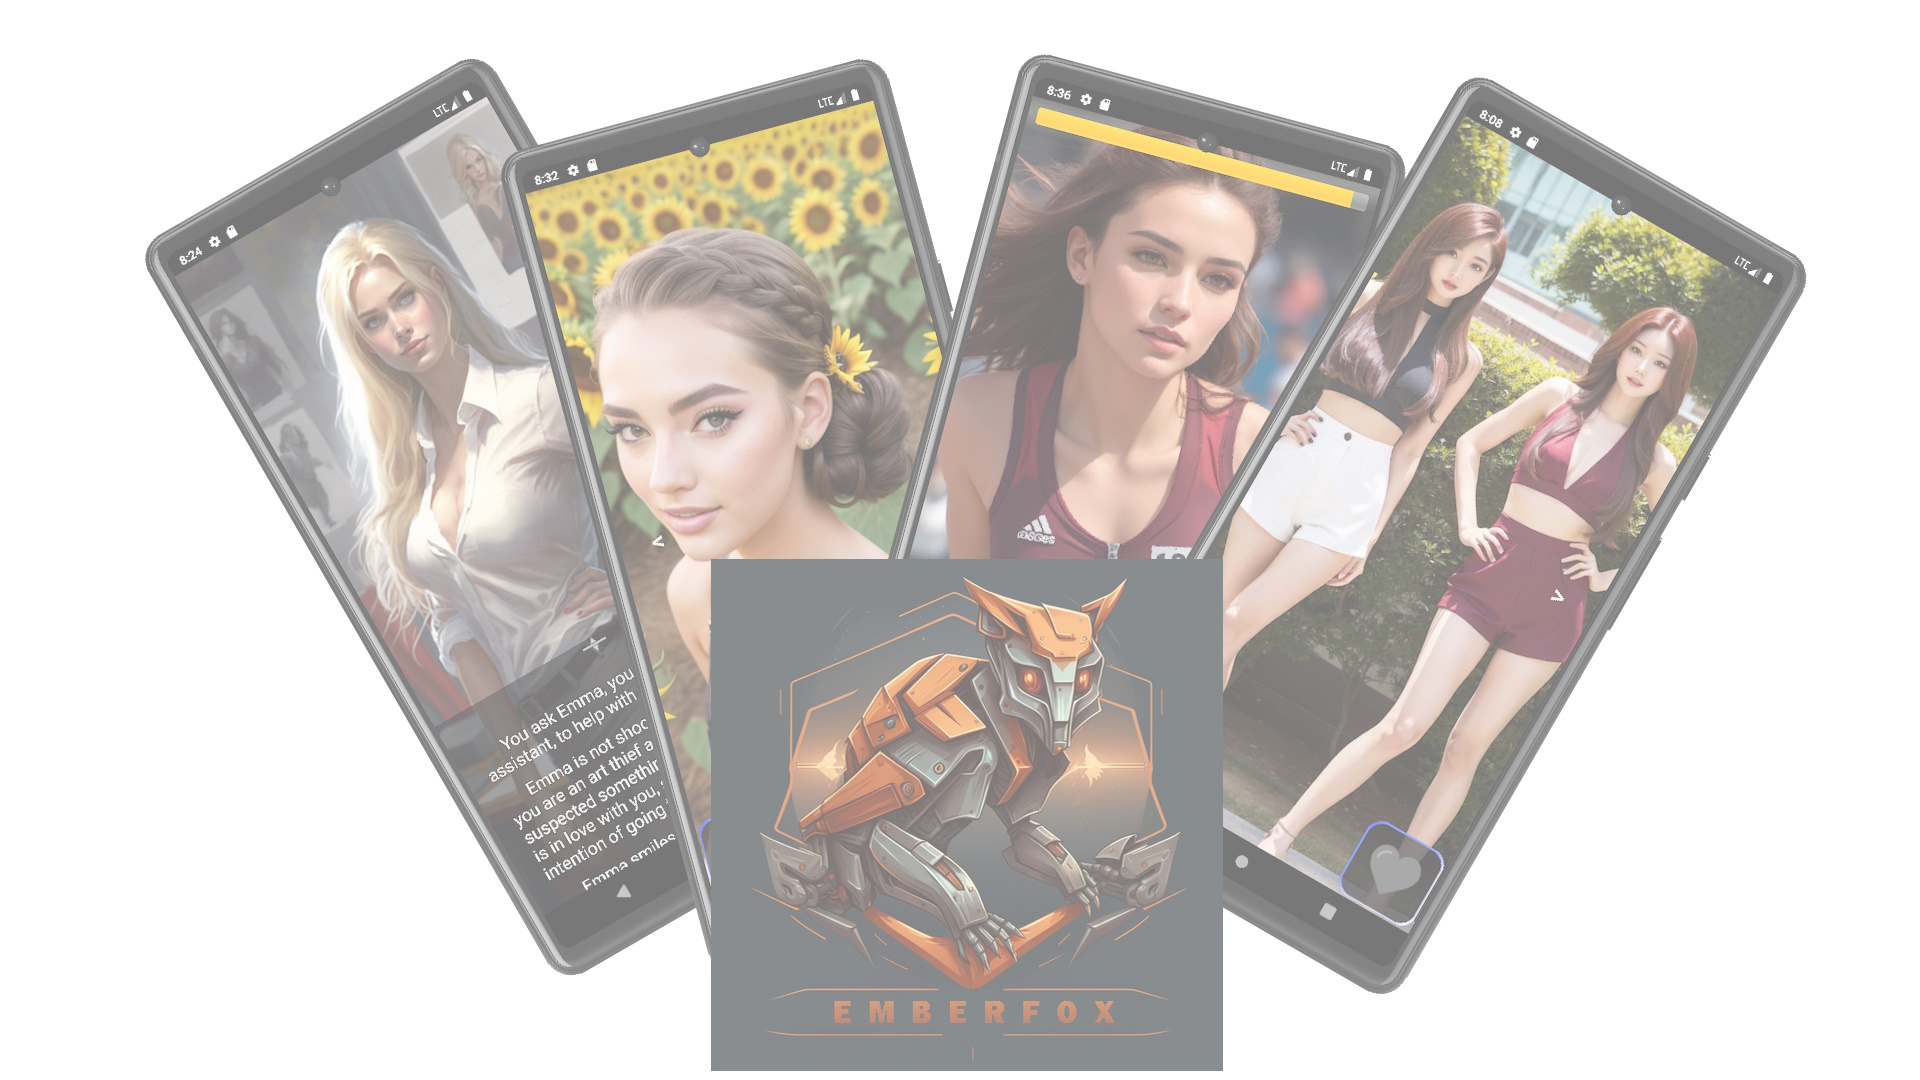 8:24
LTE
8:32
LTE
8:36
LTE
8:08
LTE
<
>
You ask Emma, you
assistant, to help with
Emma is not shoc
you are an art thief a
suspected somethin
is in love with you,
intention of going
Emma smiles
EMBERFOX